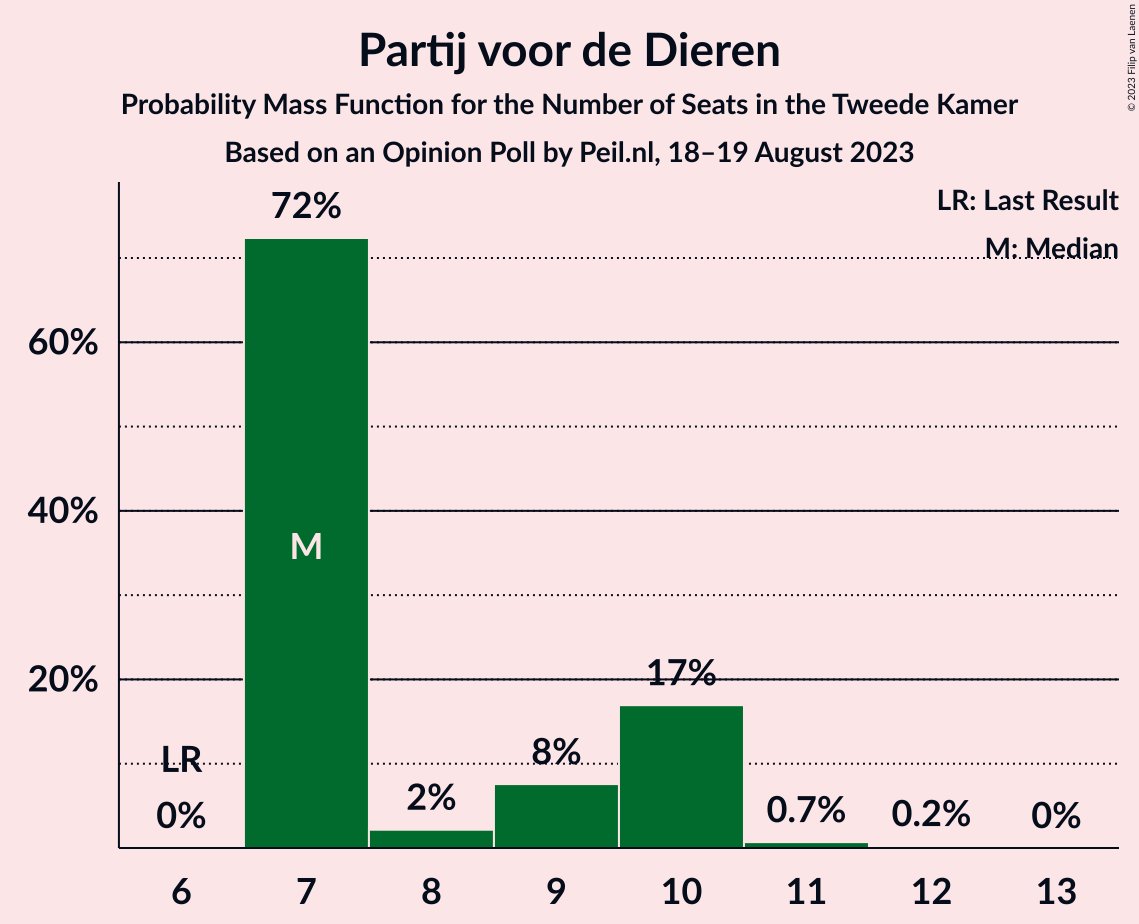 Partij voor de Dieren
Probability Mass Function for the Number of Seats in the Tweede Kamer
Based on an Opinion Poll by Peil.nl, 18–19 August 2023
© 2023 Filip van Laenen
LR: Last Result
M: Median
72%
60%
40%
M
20%
17%
LR
8%
0%
2%
0.7%
0.2%
0%
6 7 8 9 10 11 12 13